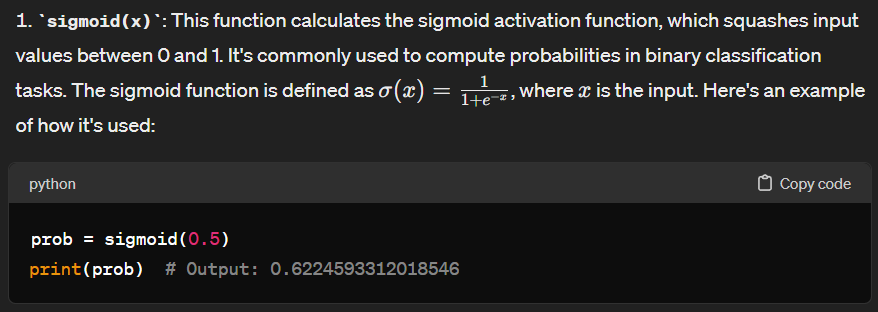 1. `sigmoid(x)`: This function calculates the sigmoid activation function, which squashes input
values between 0 and 1. It's commonly used to compute probabilities in binary classification
tasks. The sigmoid function is defined as σ(x) = 1/(1+e^{-x}), where x is the input. Here's an example
of how it's used:
python Copy code
prob = sigmoid(0.5)
print(prob)  # Output: 0.6224593312018546